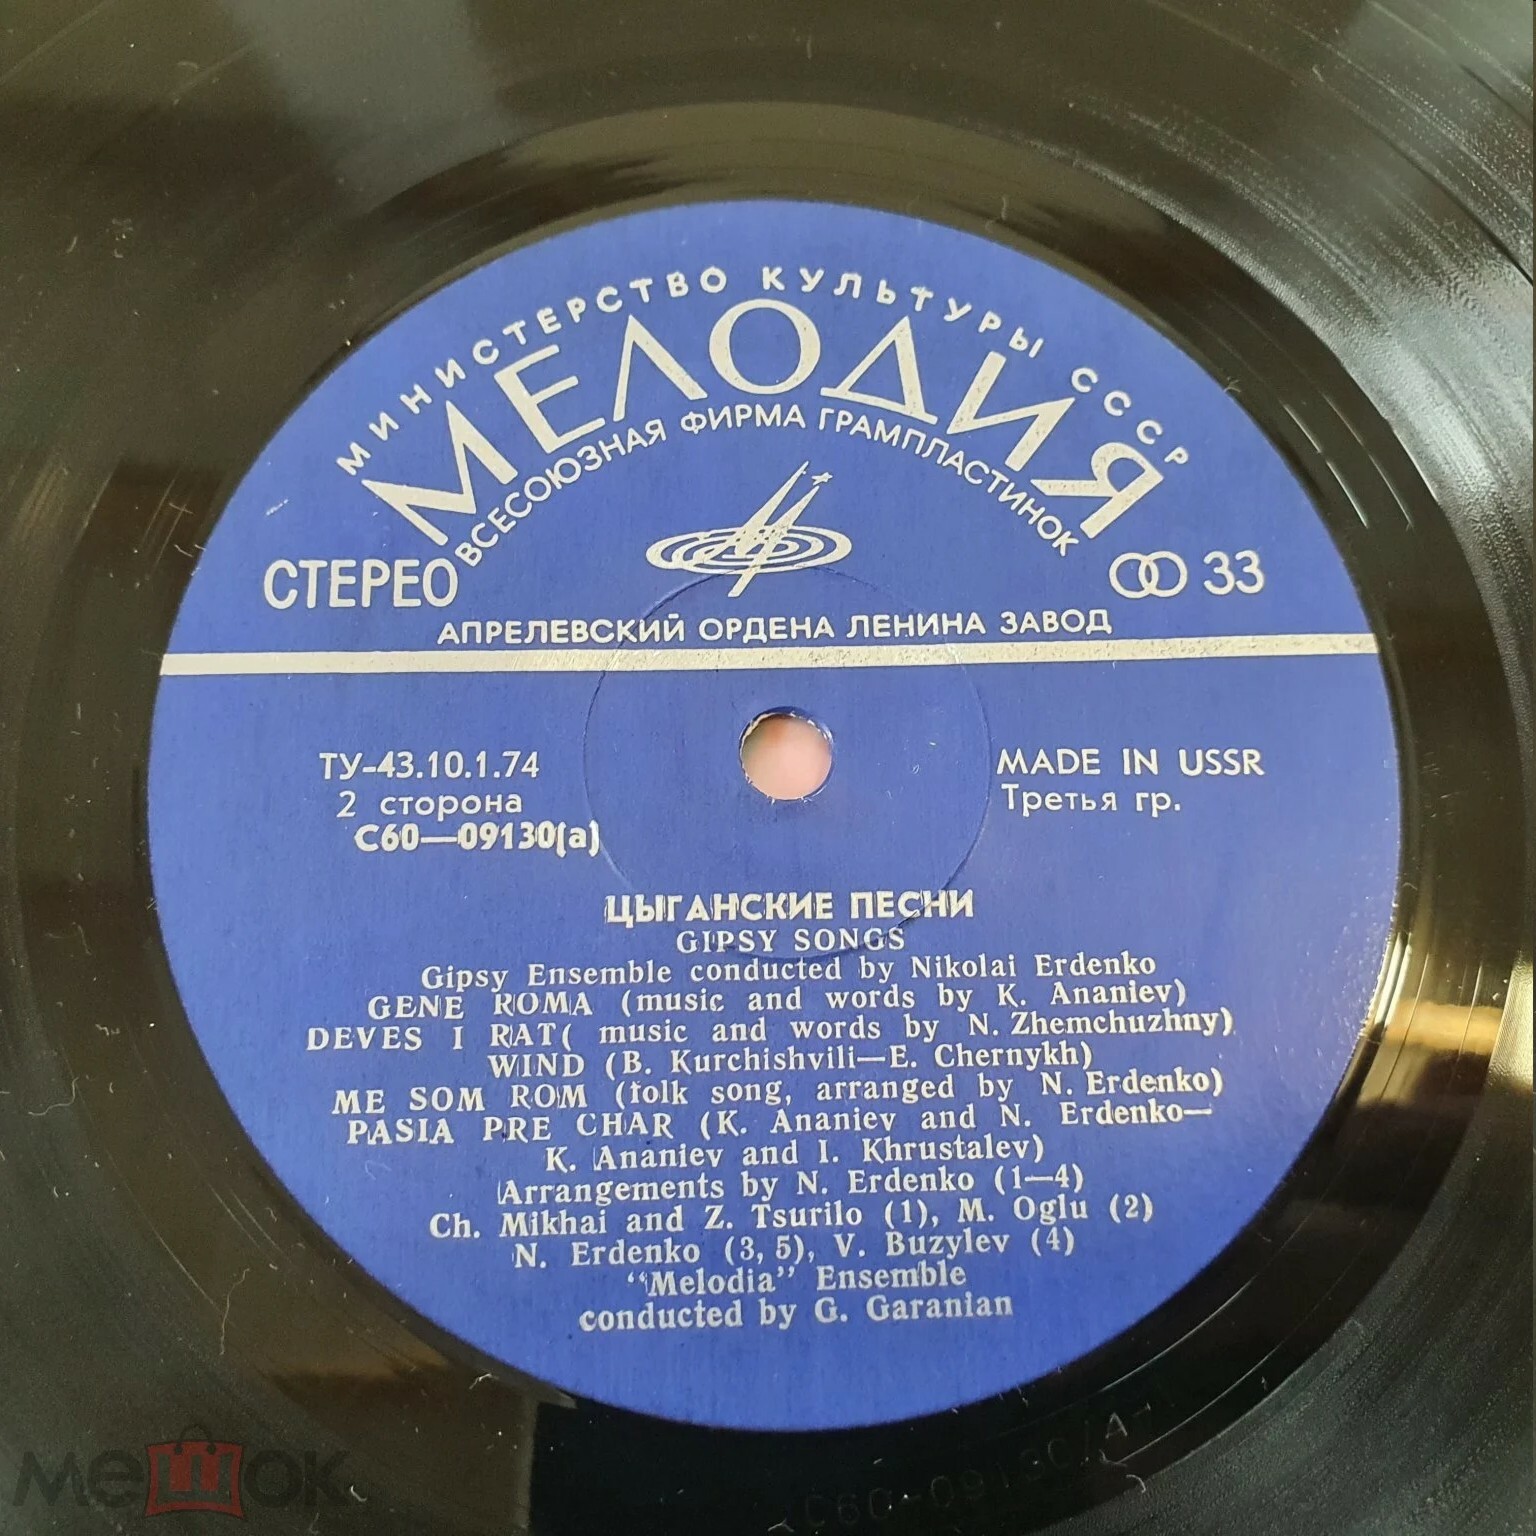 МИНИСТЕРСТВО КУЛЬТУРЫ СССР
МЕЛОДИЯ
ВСЕСОЮЗНАЯ ФИРМА ГРАМПЛАСТИНОК
СТЕРЕО
33
АПРЕЛЕВСКИЙ ОРДЕНА ЛЕНИНА ЗАВОД
ТУ-43.10.1.74
2 сторона
С60—09130(а)
MADE IN USSR
Третья гр.
ЦЫГАНСКИЕ ПЕСНИ
GIPSY SONGS
Gipsy Ensemble conducted by Nikolai Erdenko
GENE ROMA (music and words by K. Ananiev)
DEVES I RAT( music and words by N. Zhemchuzhny)
WIND (B. Kurchishvili—E. Chernykh)
ME SOM ROM (folk song, arranged by N. Erdenko)
PASIA PRE CHAR (K. Ananiev and N. Erdenko—
K. Ananiev and I. Khrustalev)
Arrangements by N. Erdenko (1—4)
Ch. Mikhai and Z. Tsurilo (1), M. Oglu (2)
N. Erdenko (3, 5), V. Buzylev (4)
“Melodia” Ensemble
conducted by G. Garanian
мешок